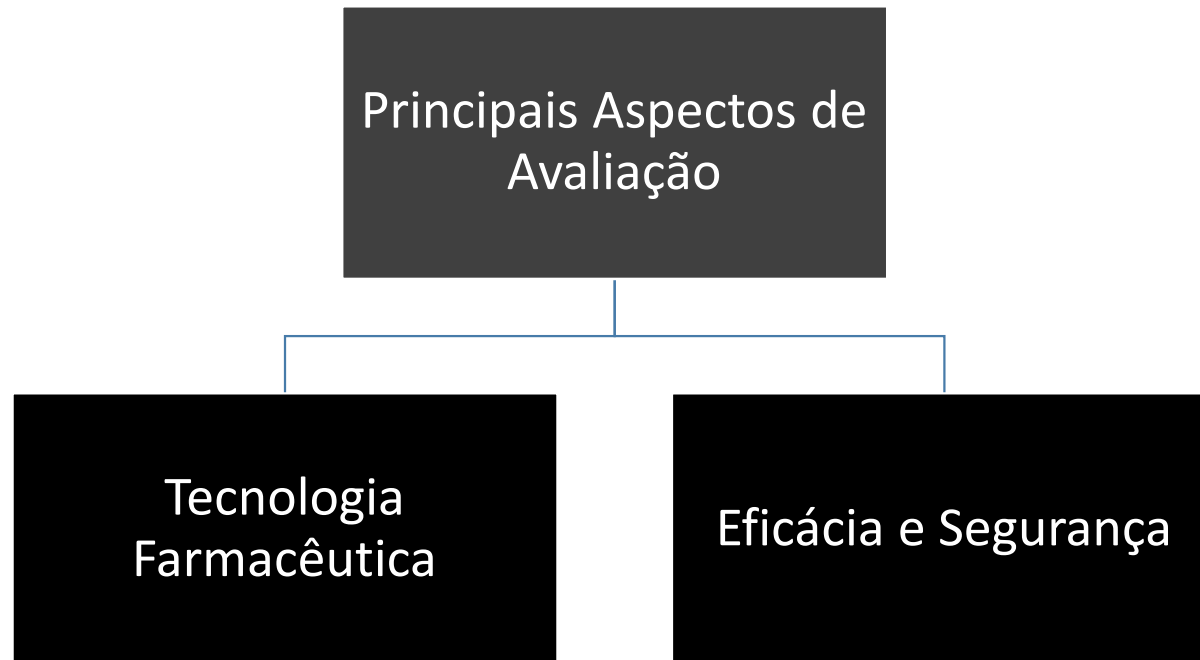 Principais Aspectos de
Avaliação
Tecnologia
Farmacêutica
Eficácia e Segurança